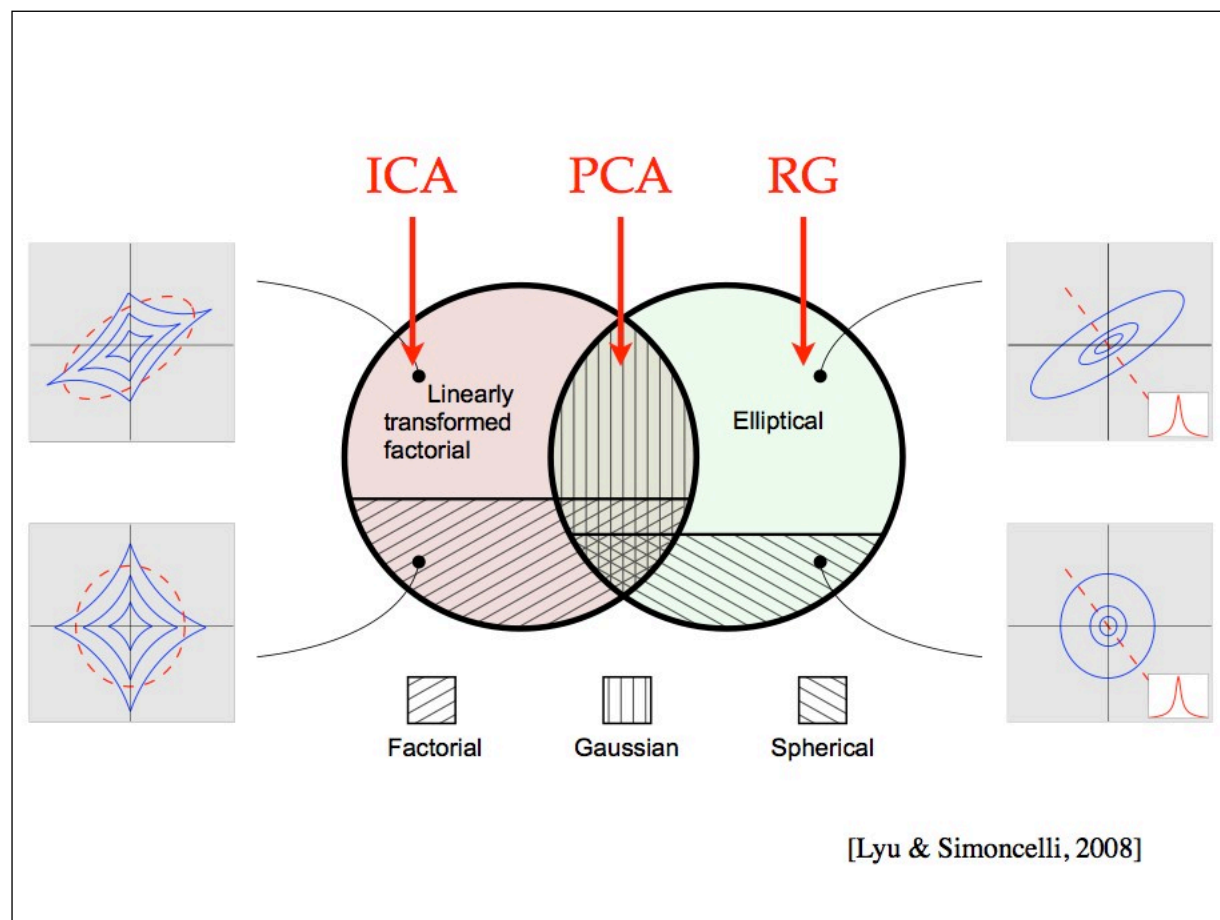 ICA PCA RG
Linearly
transformed
factorial
Elliptical
Factorial Gaussian Spherical
[Lyu & Simoncelli, 2008]